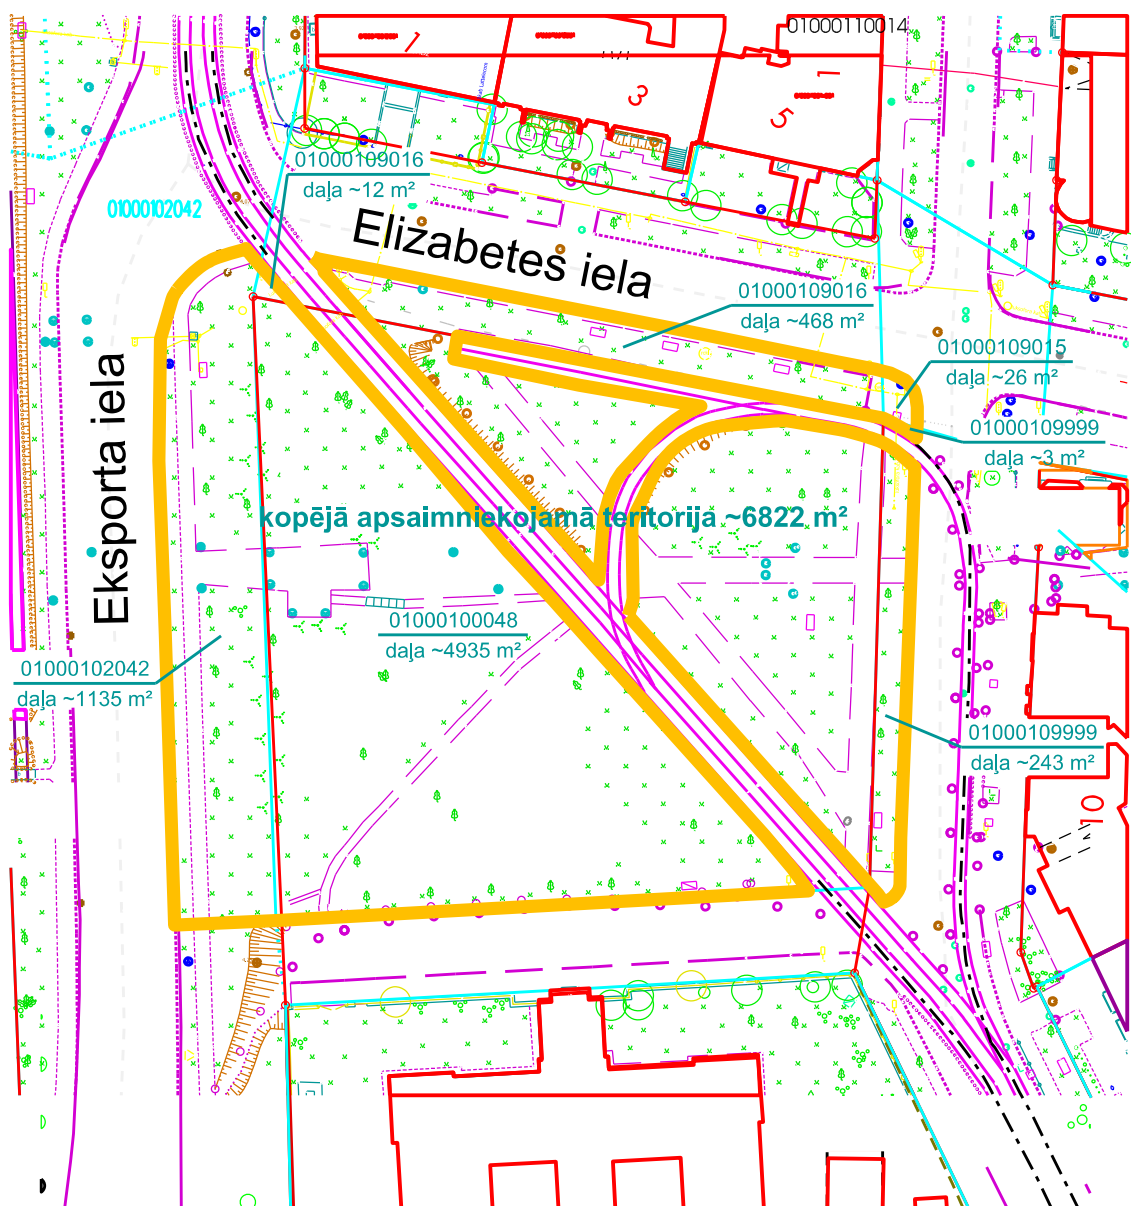 01000110014
1
3
5
1
01000109016
daļa ~12 m²
01000102042
Elizabetes iela
01000109016
daļa ~468 m²
01000109015
daļa ~26 m²
01000109999
daļa ~3 m²
Eksporta iela
kopējā apsaimniekojamā teritorija ~6822 m²
01000100048
daļa ~4935 m²
01000102042
daļa ~1135 m²
01000109999
daļa ~243 m²
10